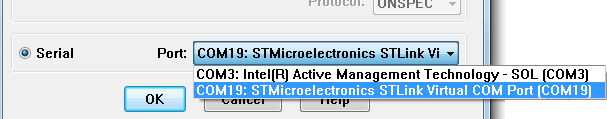 Protocol: UNSPEC
Serial Port: COM19: STMicroelectronics STLink Vi
COM3: Intel(R) Active Management Technology - SOL (COM3)
COM19: STMicroelectronics STLink Virtual COM Port (COM19)
OK Cancel Help